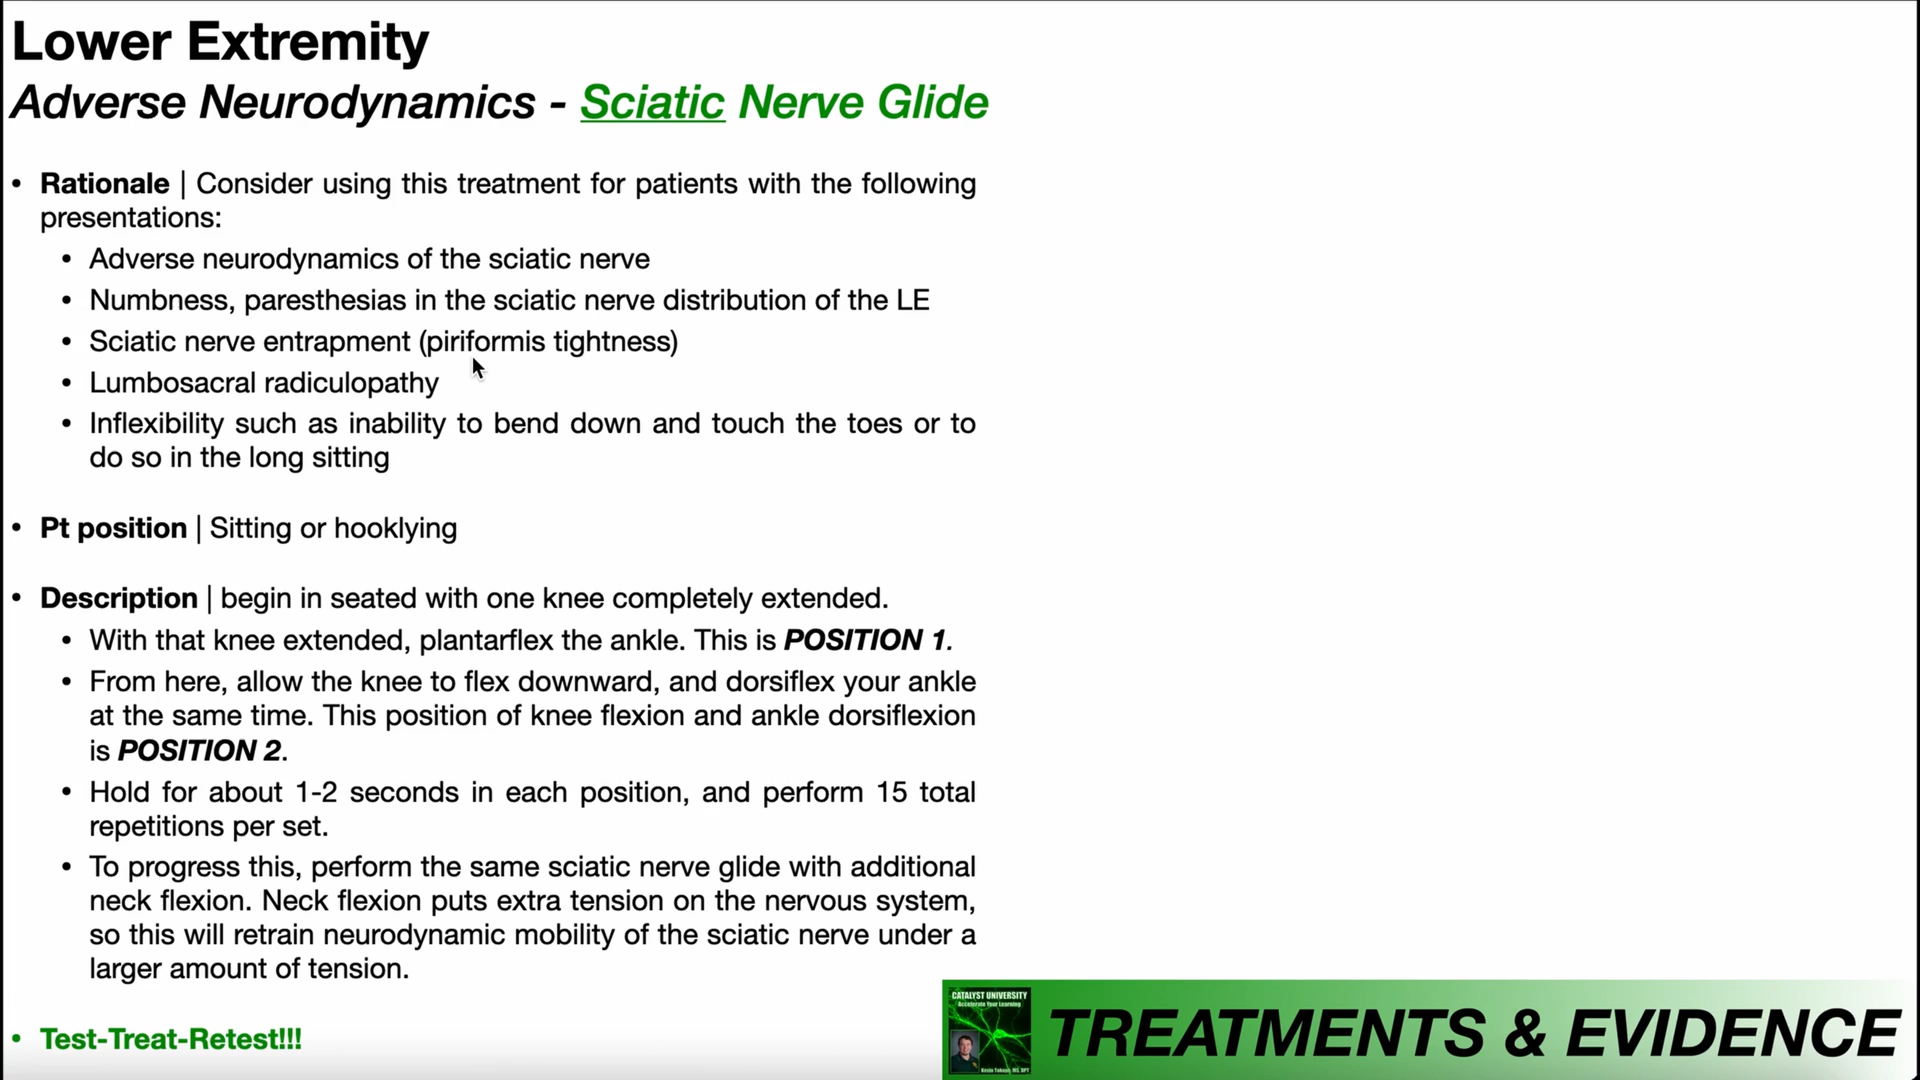 Lower Extremity
Adverse Neurodynamics - Sciatic Nerve Glide
• Rationale | Consider using this treatment for patients with the following
presentations:
• Adverse neurodynamics of the sciatic nerve
• Numbness, paresthesias in the sciatic nerve distribution of the LE
• Sciatic nerve entrapment (piriformis tightness)
• Lumbosacral radiculopathy
• Inflexibility such as inability to bend down and touch the toes or to
do so in the long sitting
• Pt position | Sitting or hooklying
• Description | begin in seated with one knee completely extended.
• With that knee extended, plantarflex the ankle. This is POSITION 1.
• From here, allow the knee to flex downward, and dorsiflex your ankle
at the same time. This position of knee flexion and ankle dorsiflexion
is POSITION 2.
• Hold for about 1-2 seconds in each position, and perform 15 total
repetitions per set.
• To progress this, perform the same sciatic nerve glide with additional
neck flexion. Neck flexion puts extra tension on the nervous system,
so this will retrain neurodynamic mobility of the sciatic nerve under a
larger amount of tension.
• Test-Treat-Retest!!!
CATALYST UNIVERSITY
Accelerate Your Learning
Kevin Tokoph, MS, DPT
TREATMENTS & EVIDENCE